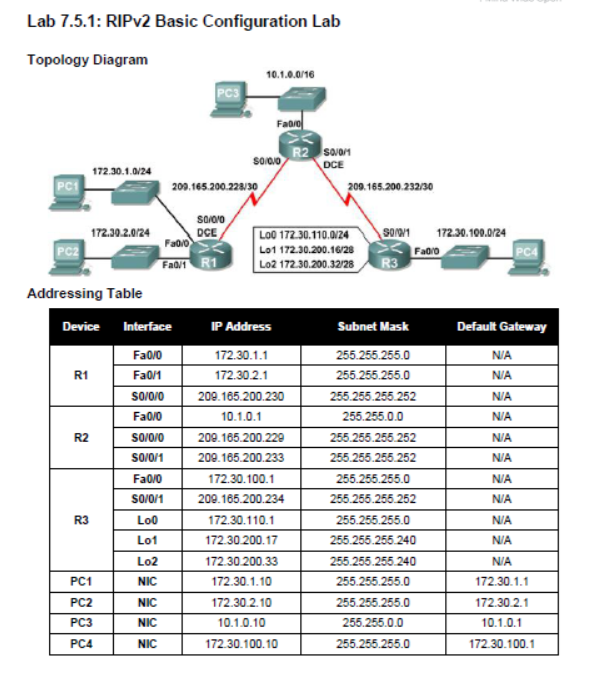 Lab 7.5.1: RIPv2 Basic Configuration Lab
Topology Diagram
10.1.0.0/16
PC3
Fa0/0
R2
S0/0/1
DCE
S0/0/0
172.30.1.0/24
PC1
209.165.200.228/30
209.165.200.232/30
S0/0/0
DCE
172.30.2.0/24
Fa0/0
PC2
Fa0/1
R1
Lo0 172.30.110.0/24
Lo1 172.30.200.16/28
Lo2 172.30.200.32/28
S0/0/1
R3
172.30.100.0/24
Fa0/0
PC4
Addressing Table
Device Interface IP Address Subnet Mask Default Gateway
R1 Fa0/0 172.30.1.1 255.255.255.0 N/A
Fa0/1 172.30.2.1 255.255.255.0 N/A
S0/0/0 209.165.200.230 255.255.255.252 N/A
R2 Fa0/0 10.1.0.1 255.255.0.0 N/A
S0/0/0 209.165.200.229 255.255.255.252 N/A
S0/0/1 209.165.200.233 255.255.255.252 N/A
R3 Fa0/0 172.30.100.1 255.255.255.0 N/A
S0/0/1 209.165.200.234 255.255.255.252 N/A
Lo0 172.30.110.1 255.255.255.0 N/A
Lo1 172.30.200.17 255.255.255.240 N/A
Lo2 172.30.200.33 255.255.255.240 N/A
PC1 NIC 172.30.1.10 255.255.255.0 172.30.1.1
PC2 NIC 172.30.2.10 255.255.255.0 172.30.2.1
PC3 NIC 10.1.0.10 255.255.0.0 10.1.0.1
PC4 NIC 172.30.100.10 255.255.255.0 172.30.100.1